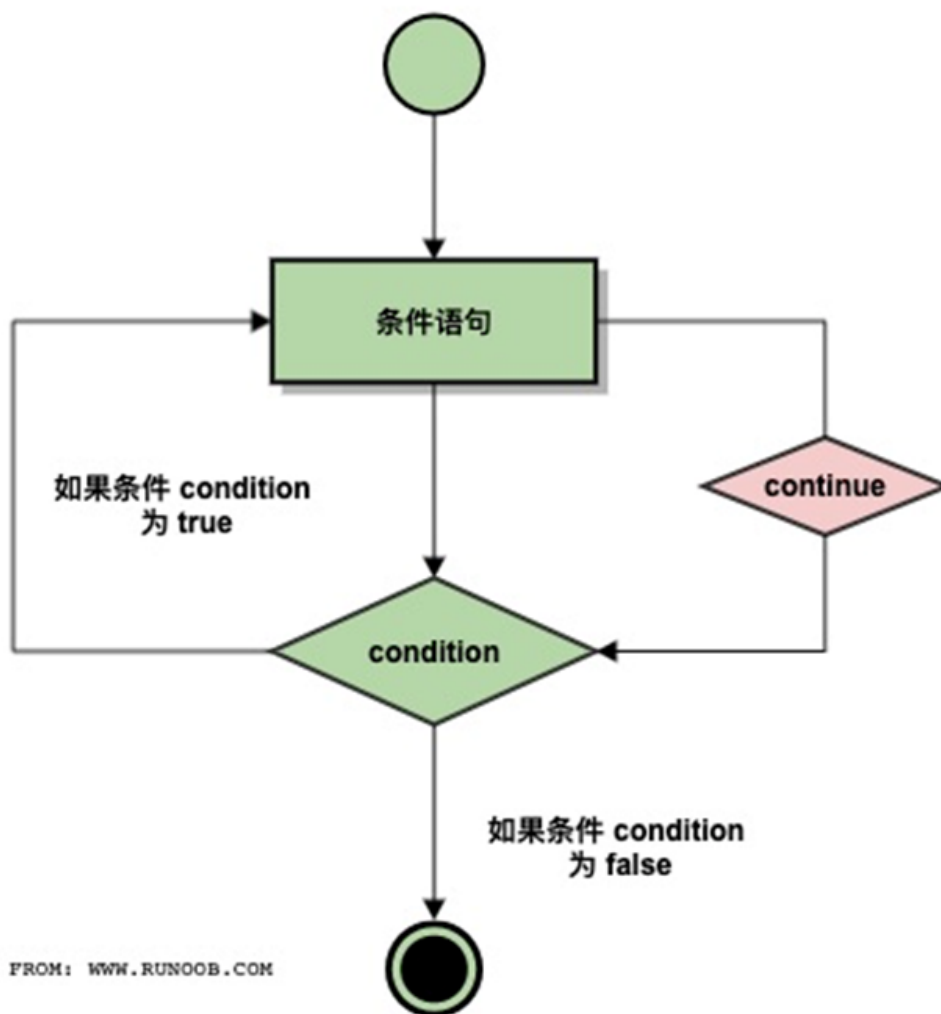 条件语句
如果条件 condition
为 true
continue
condition
如果条件 condition
为 false
FROM: WWW.RUNOOB.COM